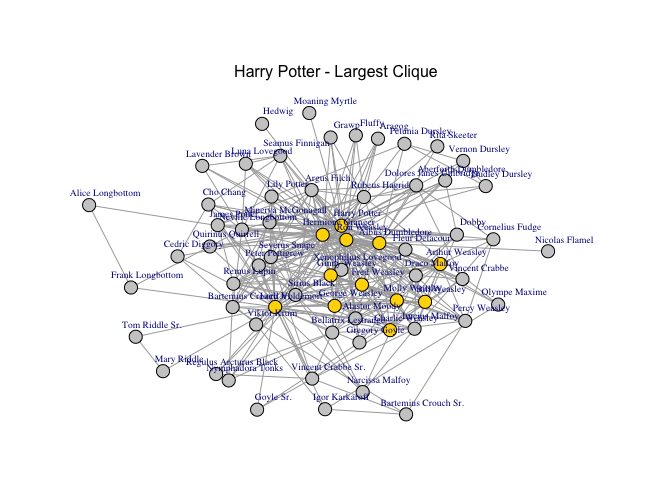 Harry Potter - Largest Clique
Moaning Myrtle
Hedwig
Grawp
Fluffy
Aragog
Petunia Dursley
Rita Skeeter
Seamus Finnigan
Vernon Dursley
Lavender Brown
Luna Lovegood
Argus Filch
Aberforth Dumbledore
Dolores Janes Umbridge
Dudley Dursley
Lily Potter
Rubeus Hagrid
Alice Longbottom
Cho Chang
Minerva McGonagall
Harry Potter
Neville Longbottom
Hermione Granger
Ron Weasley
Dobby
Cornelius Fudge
Quirinus Quirrell
Albus Dumbledore
Fleur Delacour
Cedric Diggory
Severus Snape
Peter Pettigrew
Xenophilius Lovegood
Arthur Weasley
Nicolas Flamel
Ginny Weasley
Fred Weasley
Draco Malfoy
Vincent Crabbe
Frank Longbottom
Remus Lupin
Sirius Black
Molly Weasley
Bill Weasley
Olympe Maxime
Bartemius Crouch Jr.
Lord Voldemort
George Weasley
Alastor Moody
Percy Weasley
Viktor Krum
Bellatrix Lestrange
Charlie Weasley
Lucius Malfoy
Tom Riddle Sr.
Gregory Goyle
Mary Riddle
Regulus Arcturus Black
Nymphadora Tonks
Vincent Crabbe Sr.
Narcissa Malfoy
Goyle Sr.
Igor Karkaroff
Bartemius Crouch Sr.